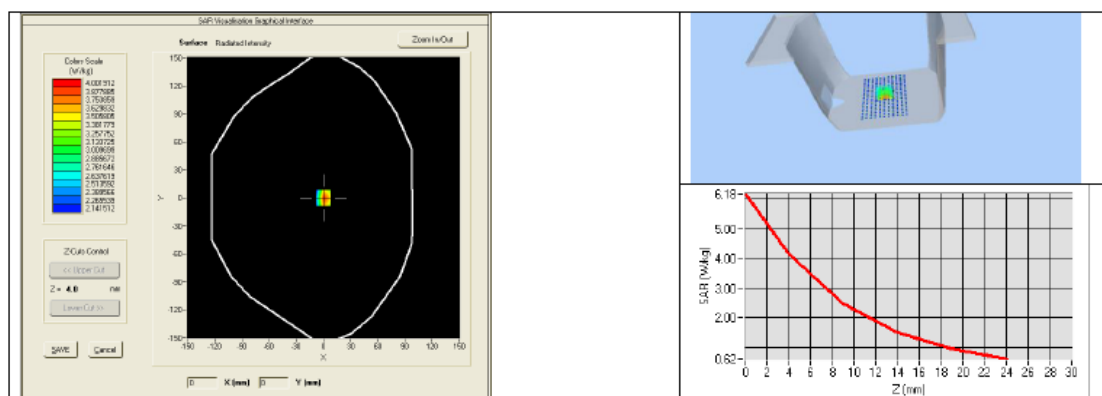 SAR Visualisation Graphical Interface
Surface Radiated Intensity
Zoom In/Out
Color Scale
(W/kg)
4.001912
3.877885
3.753858
3.629832
3.505805
3.381779
3.257752
3.133725
3.009699
2.885672
2.761646
2.637619
2.513592
2.389566
2.265539
2.141512
Z-Cuts Control
<< Upper Cut
Z = 4.0 mm
Lower Cut >>
SAVE Cancel
150
120
90
60
30
0
-30
-60
-90
-120
-150
Y
-150 -120 -90 -60 -30 0 30 60 90 120 150
X
0 X (mm) 0 Y (mm)
6.18
5.00
4.00
3.00
2.00
0.62
SAR (W/kg)
0 2 4 6 8 10 12 14 16 18 20 22 24 26 28 30
Z (mm)